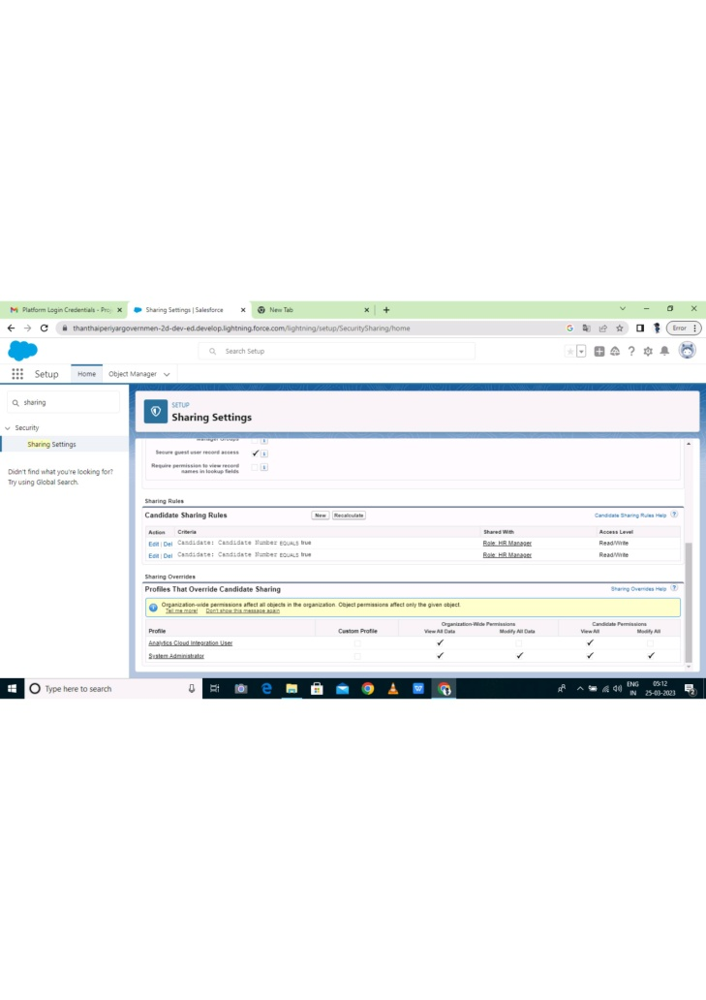 Platform Login Credentials - Pro
Sharing Settings | Salesforce
New Tab
thanthaiperiyargovernmen-2d-dev-ed.develop.lightning.force.com/lightning/setup/SecuritySharing/home
Error
Search Setup
Setup
Home
Object Manager
sharing
Security
Sharing Settings
Didn't find what you're looking for?
Try using Global Search.
SETUP
Sharing Settings
Manager Groups
Secure guest user record access
Require permission to view record
names in lookup fields
Sharing Rules
Candidate Sharing Rules
New
Recalculate
Candidate Sharing Rules Help
Action Criteria Shared With Access Level
Edit | Del Candidate: Candidate Number EQUALS true Role: HR Manager Read/Write
Edit | Del Candidate: Candidate Number EQUALS true Role: HR Manager Read/Write
Sharing Overrides
Profiles That Override Candidate Sharing
Sharing Overrides Help
Organization-wide permissions affect all objects in the organization. Object permissions affect only the given object.
Tell me more! Don't show this message again
Organization-Wide Permissions Candidate Permissions
Profile Custom Profile View All Data Modify All Data View All Modify All
Analytics Cloud Integration User
System Administrator
Type here to search
ENG
IN
05:12
25-03-2023
2